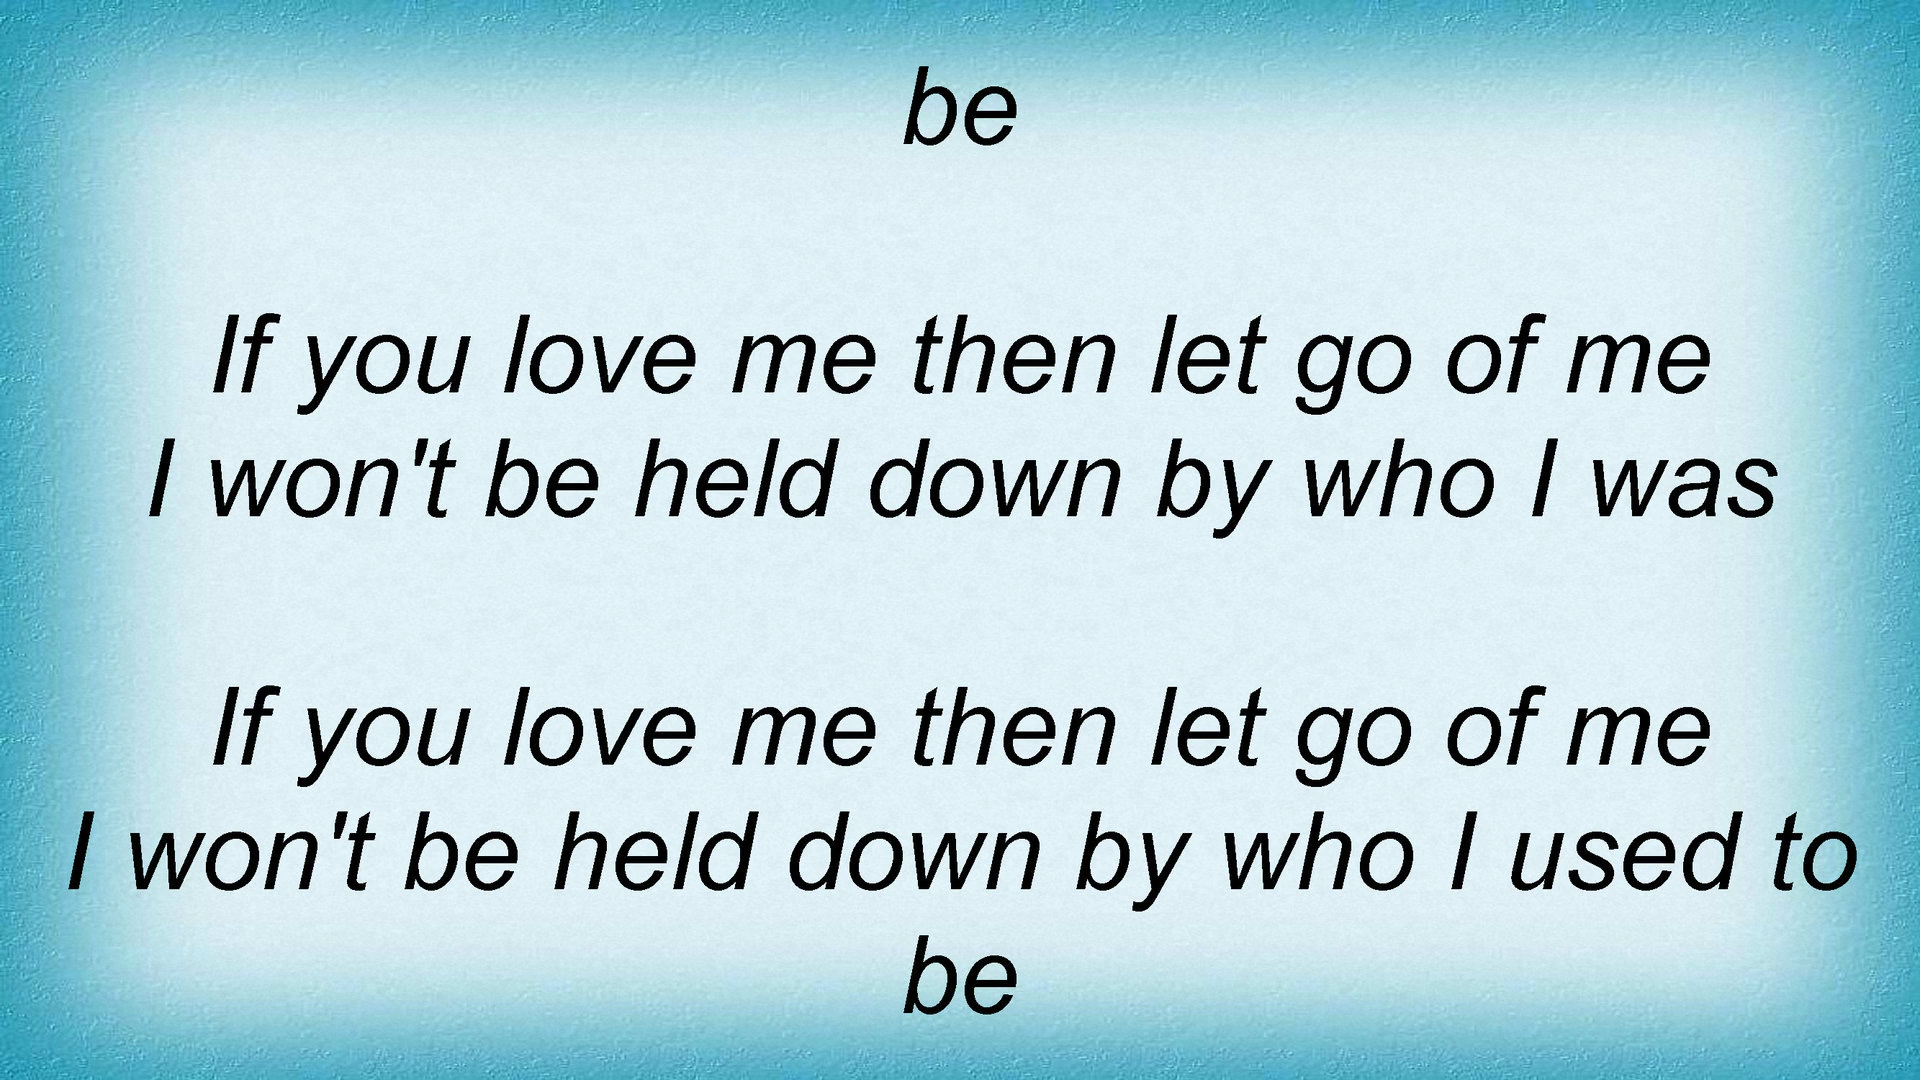 be
If you love me then let go of me
I won't be held down by who I was
If you love me then let go of me
I won't be held down by who I used to
be